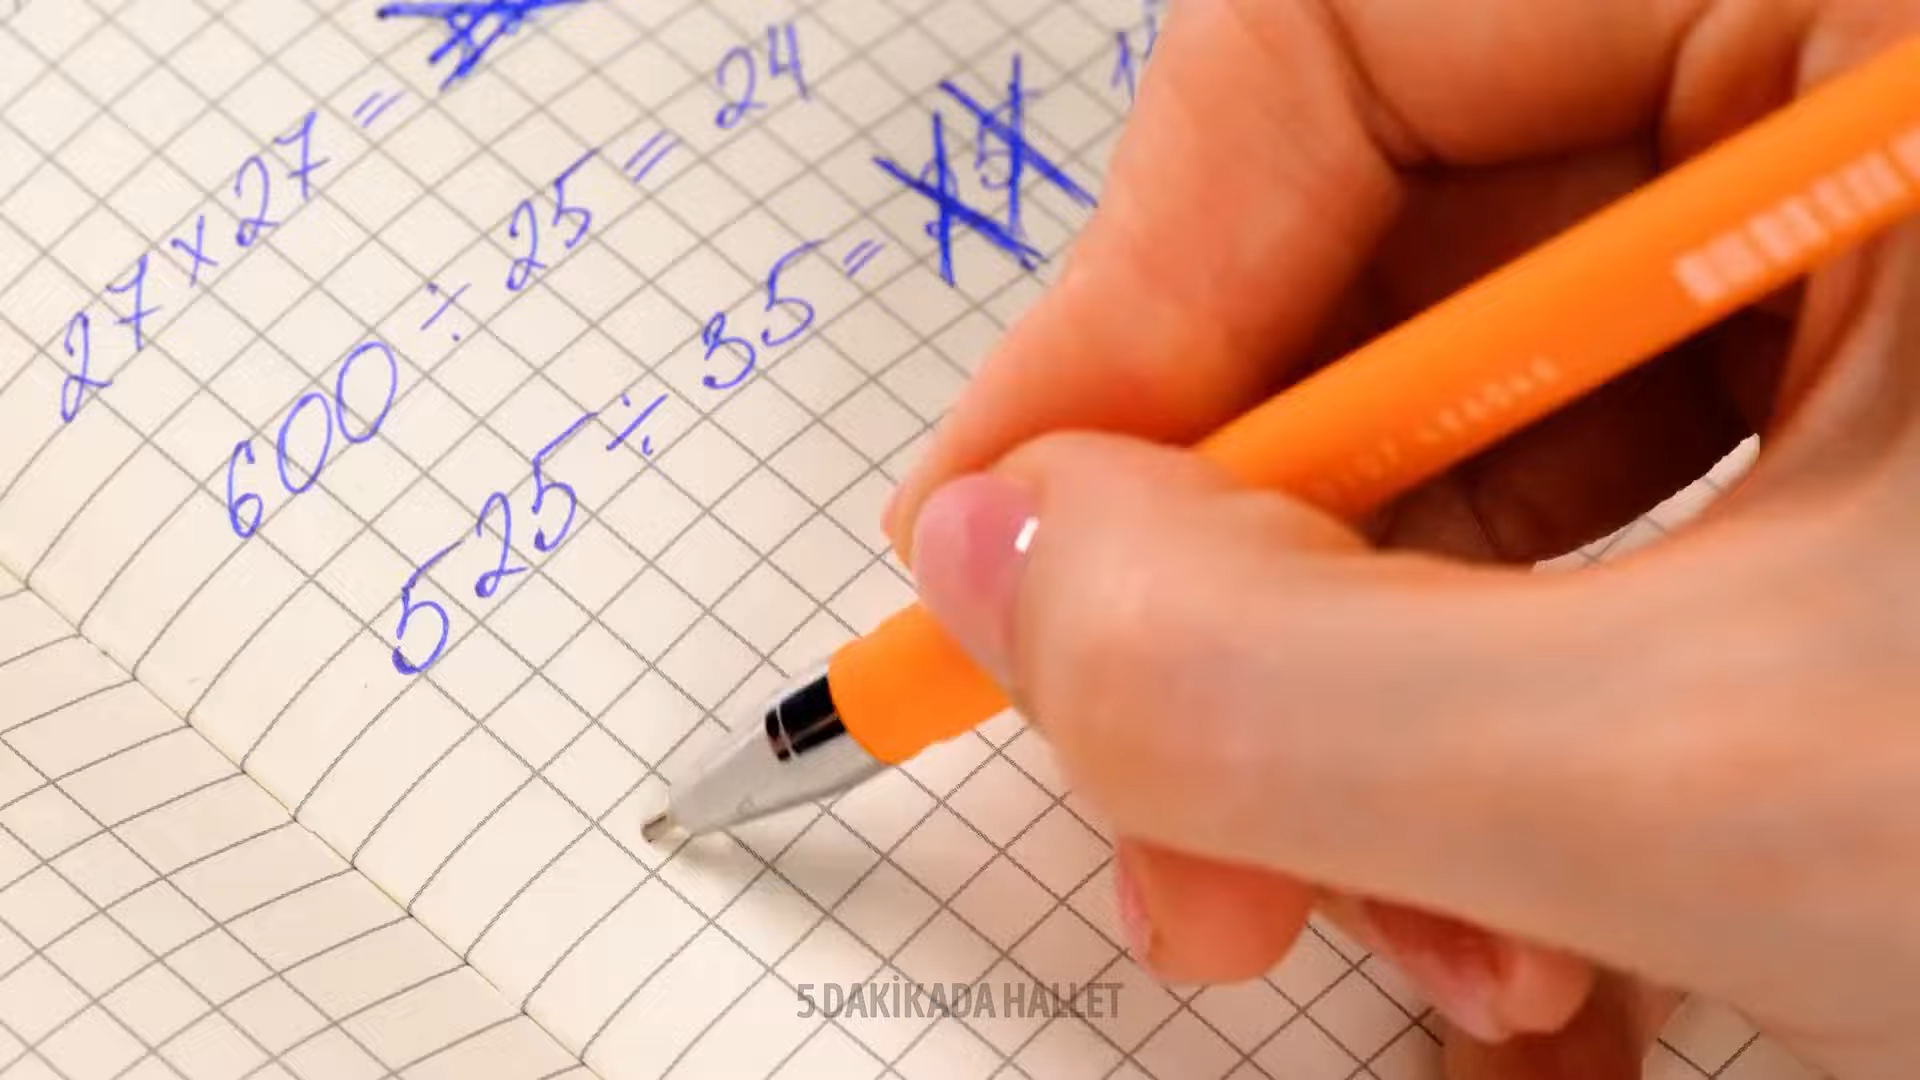 27 x 27 =
600 ÷ 25 = 24
525 ÷ 35 =
5 DAKİKADA HALLET